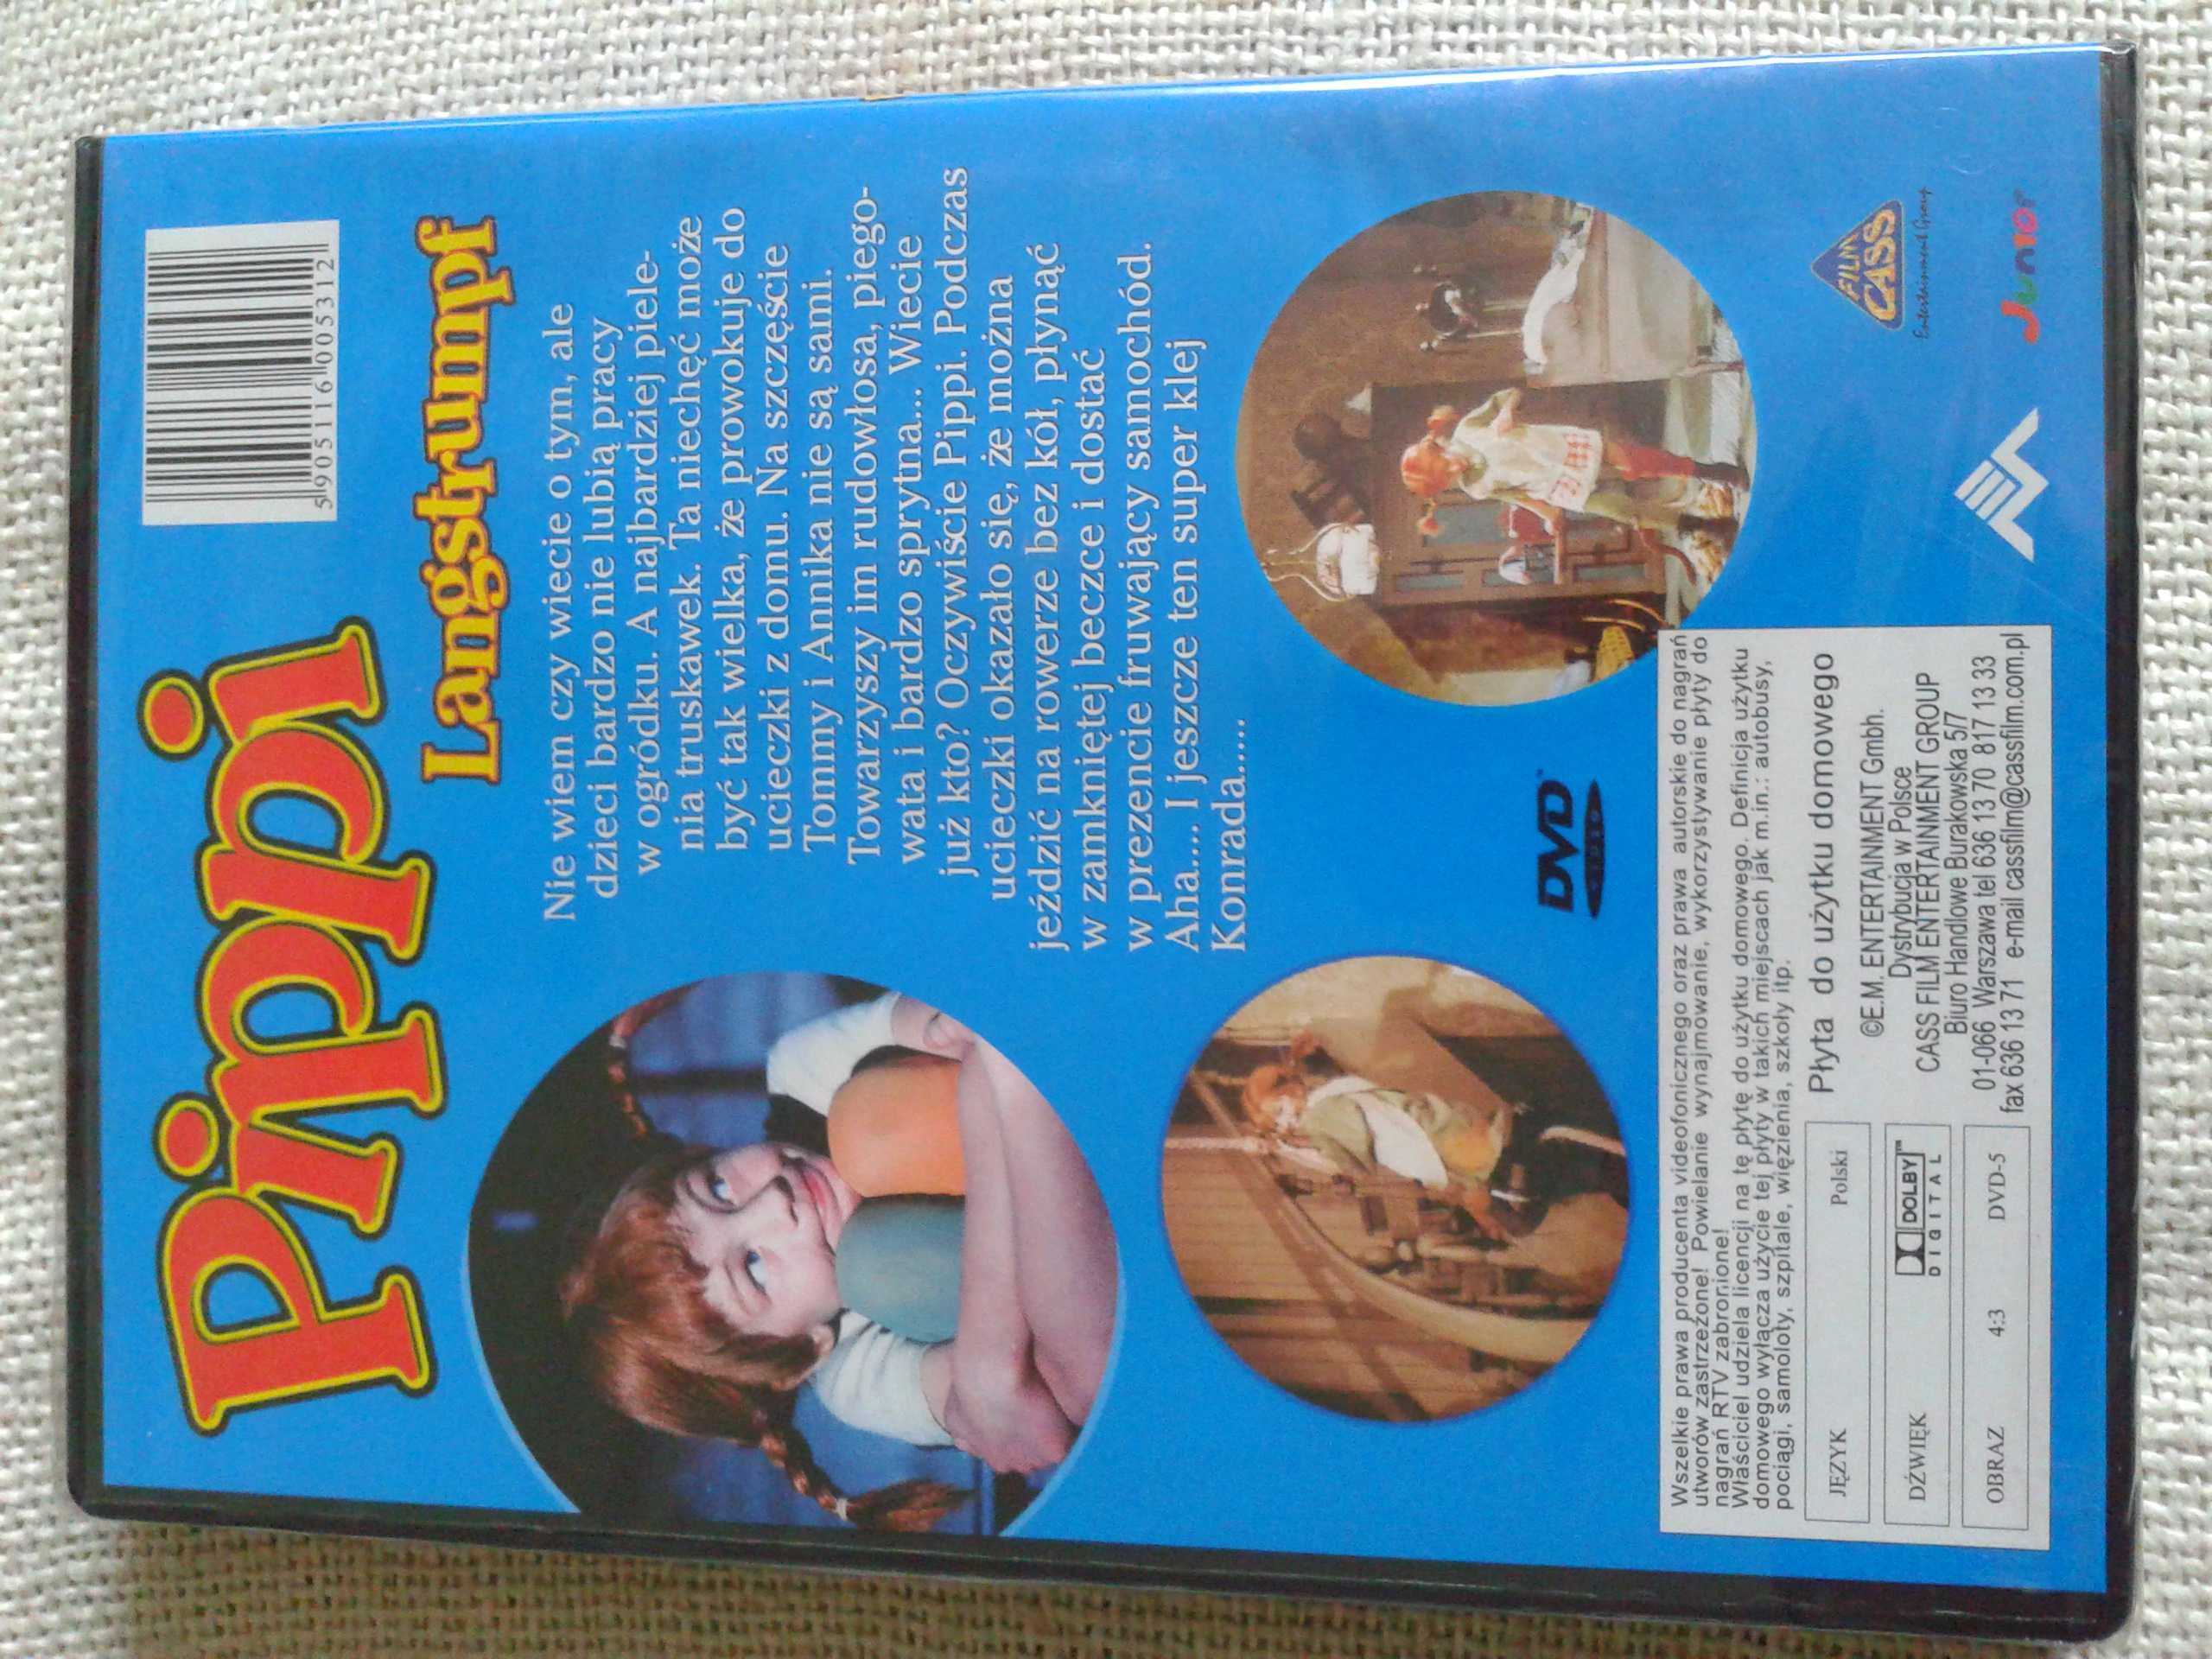 Pippi
Langstrumpf
5 905116 005312
Nie wiem czy wiecie o tym, ale
dzieci bardzo nie lubią pracy
w ogródku. A najbardziej piele-
nia truskawek. Ta niechęć może
być tak wielka, że prowokuje do
ucieczki z domu. Na szczęście
Tommy i Annika nie są sami.
Towarzyszy im rudowłosa, piego-
wata i bardzo sprytna... Wiecie
już kto? Oczywiście Pippi. Podczas
ucieczki okazało się, że można
jeździć na rowerze bez kół, płynąć
w zamkniętej beczce i dostać
w prezencie fruwający samochód.
Aha.... I jeszcze ten super klej
Konrada.....
DVD
VIDEO
Wszelkie prawa producenta videofonicznego oraz prawa autorskie do nagrań
utworów zastrzeżone! Powielanie wynajmowanie, wykorzystywanie płyty do
nagrań RTV zabronione!
Właściciel udziela licencji na tę płytę do użytku domowego. Definicja użytku
domowego wyłącza użycie tej płyty w takich miejscach jak m.in.: autobusy,
pociągi, samoloty, szpitale, więzienia, szkoły itp.
JĘZYK Polski
DŹWIĘK DOLBY™
DIGITAL
OBRAZ 4:3 DVD-5
Płyta do użytku domowego
©E.M. ENTERTAINMENT Gmbh.
Dystrybucja w Polsce
CASS FILM ENTERTAINMENT GROUP
Biuro Handlowe Burakowska 5/7
01-066 Warszawa tel 636 13 70 817 13 33
fax 636 13 71 e-mail cassfilm@cassfilm.com.pl
FILM
CASS
Entertainment Group
Junior